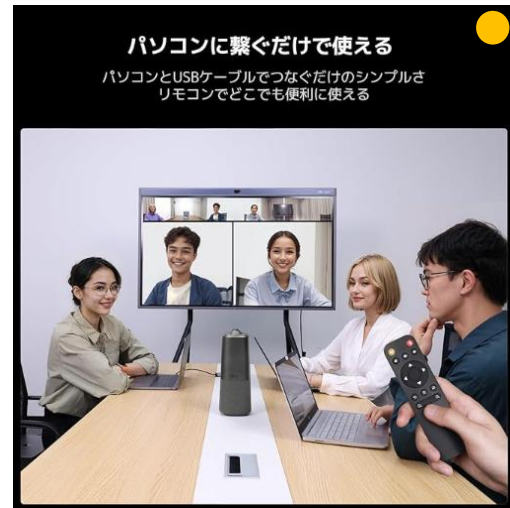 パソコンに繋ぐだけで使える
パソコンとUSBケーブルでつなぐだけのシンプルさ
リモコンでどこでも便利に使える